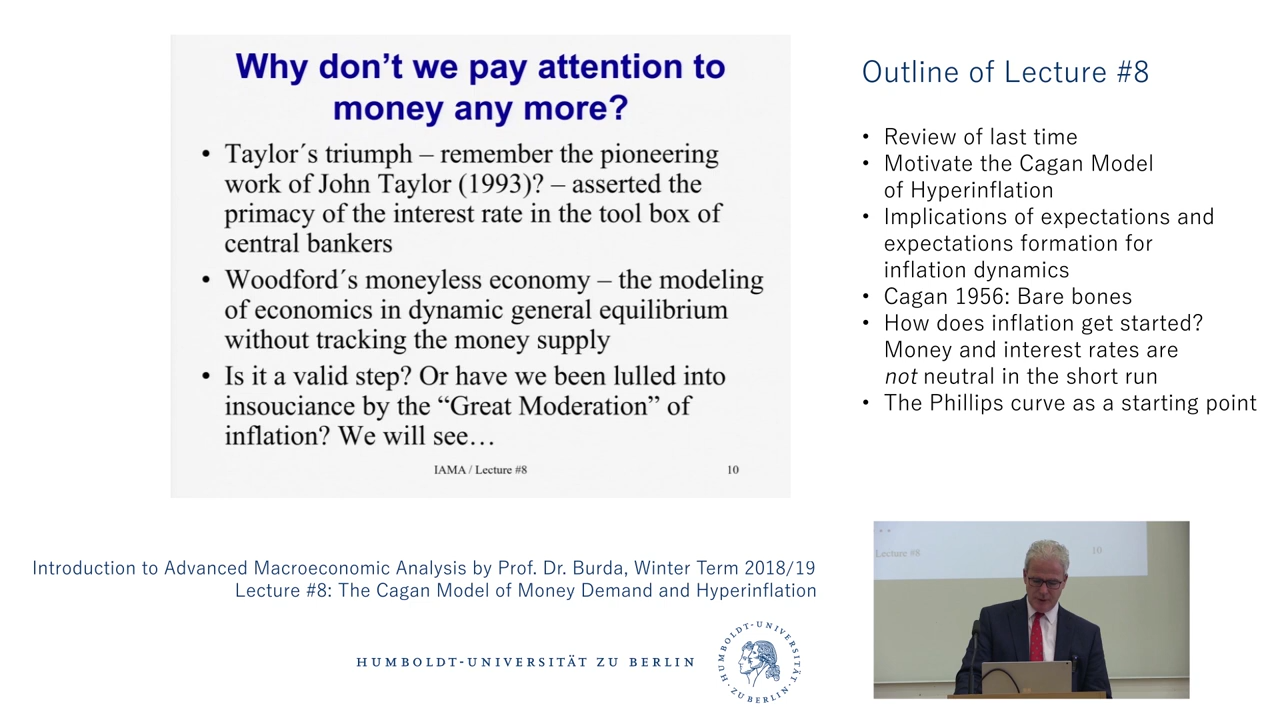 Why don’t we pay attention to
money any more?
• Taylor´s triumph – remember the pioneering
work of John Taylor (1993)? – asserted the
primacy of the interest rate in the tool box of
central bankers
• Woodford´s moneyless economy – the modeling
of economics in dynamic general equilibrium
without tracking the money supply
• Is it a valid step? Or have we been lulled into
insouciance by the “Great Moderation” of
inflation? We will see…
IAMA / Lecture #8 10
Outline of Lecture #8
• Review of last time
• Motivate the Cagan Model
of Hyperinflation
• Implications of expectations and
expectations formation for
inflation dynamics
• Cagan 1956: Bare bones
• How does inflation get started?
Money and interest rates are
not neutral in the short run
• The Phillips curve as a starting point
Lecture #8 10
Introduction to Advanced Macroeconomic Analysis by Prof. Dr. Burda, Winter Term 2018/19
Lecture #8: The Cagan Model of Money Demand and Hyperinflation
HUMBOLDT-UNIVERSITÄT ZU BERLIN
HUMBOLDT-UNIVERSITÄT · ZU BERLIN ·